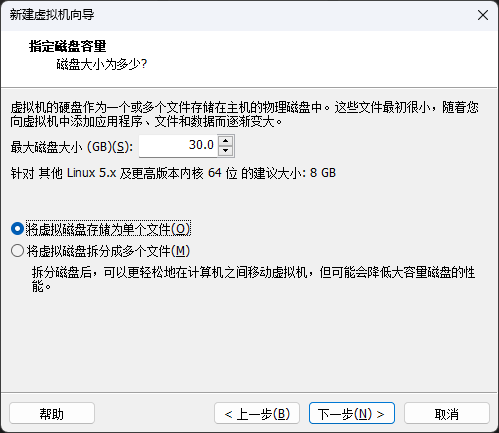 新建虚拟机向导
指定磁盘容量
磁盘大小为多少?
虚拟机的硬盘作为一个或多个文件存储在主机的物理磁盘中。这些文件最初很小，随着您
向虚拟机中添加应用程序、文件和数据而逐渐变大。
最大磁盘大小 (GB)(S): 30.0
针对 其他 Linux 5.x 及更高版本内核 64 位 的建议大小: 8 GB
将虚拟磁盘存储为单个文件(O)
将虚拟磁盘拆分成多个文件(M)
拆分磁盘后，可以更轻松地在计算机之间移动虚拟机，但可能会降低大容量磁盘的性
能。
帮助 < 上一步(B) 下一步(N) > 取消